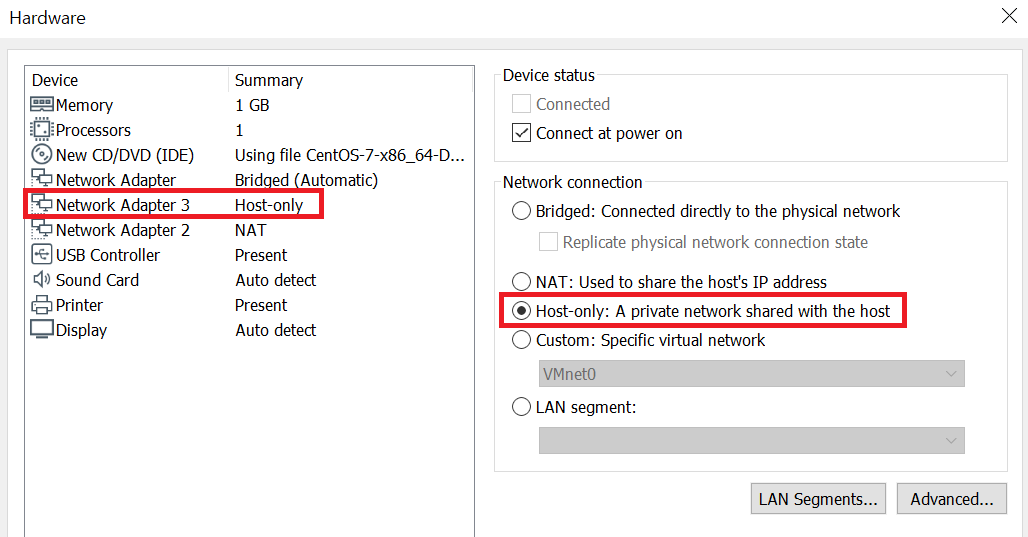 Hardware
Device Summary
Memory 1 GB
Processors 1
New CD/DVD (IDE) Using file CentOS-7-x86_64-D...
Network Adapter Bridged (Automatic)
Network Adapter 3 Host-only
Network Adapter 2 NAT
USB Controller Present
Sound Card Auto detect
Printer Present
Display Auto detect
Device status
Connected
Connect at power on
Network connection
Bridged: Connected directly to the physical network
Replicate physical network connection state
NAT: Used to share the host's IP address
Host-only: A private network shared with the host
Custom: Specific virtual network
VMnet0
LAN segment:
LAN Segments... Advanced...